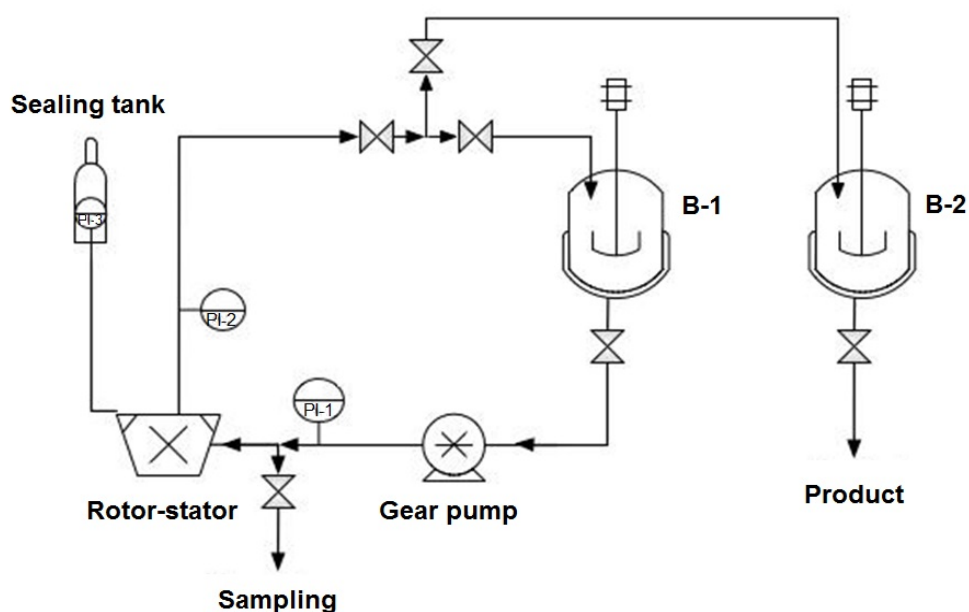 Sealing tank
PI-3
B-1
B-2
PI-2
PI-1
Rotor-stator
Gear pump
Product
Sampling